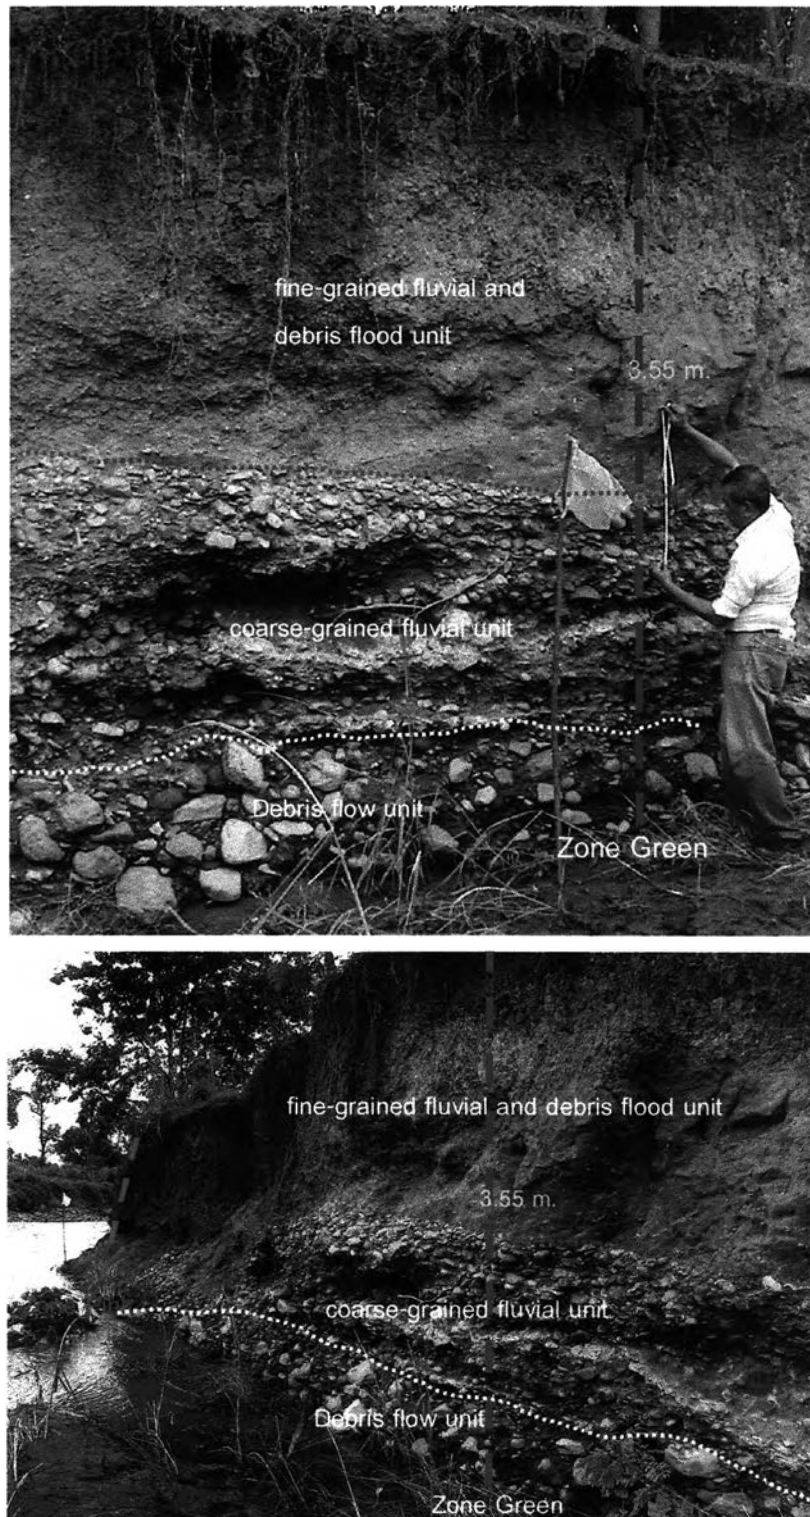 fine-grained fluvial and
debris flood unit
3.55 m.
coarse-grained fluvial unit
Debris flow unit
Zone Green
fine-grained fluvial and debris flood unit
3.55 m.
coarse-grained fluvial unit
Debris flow unit
Zone Green